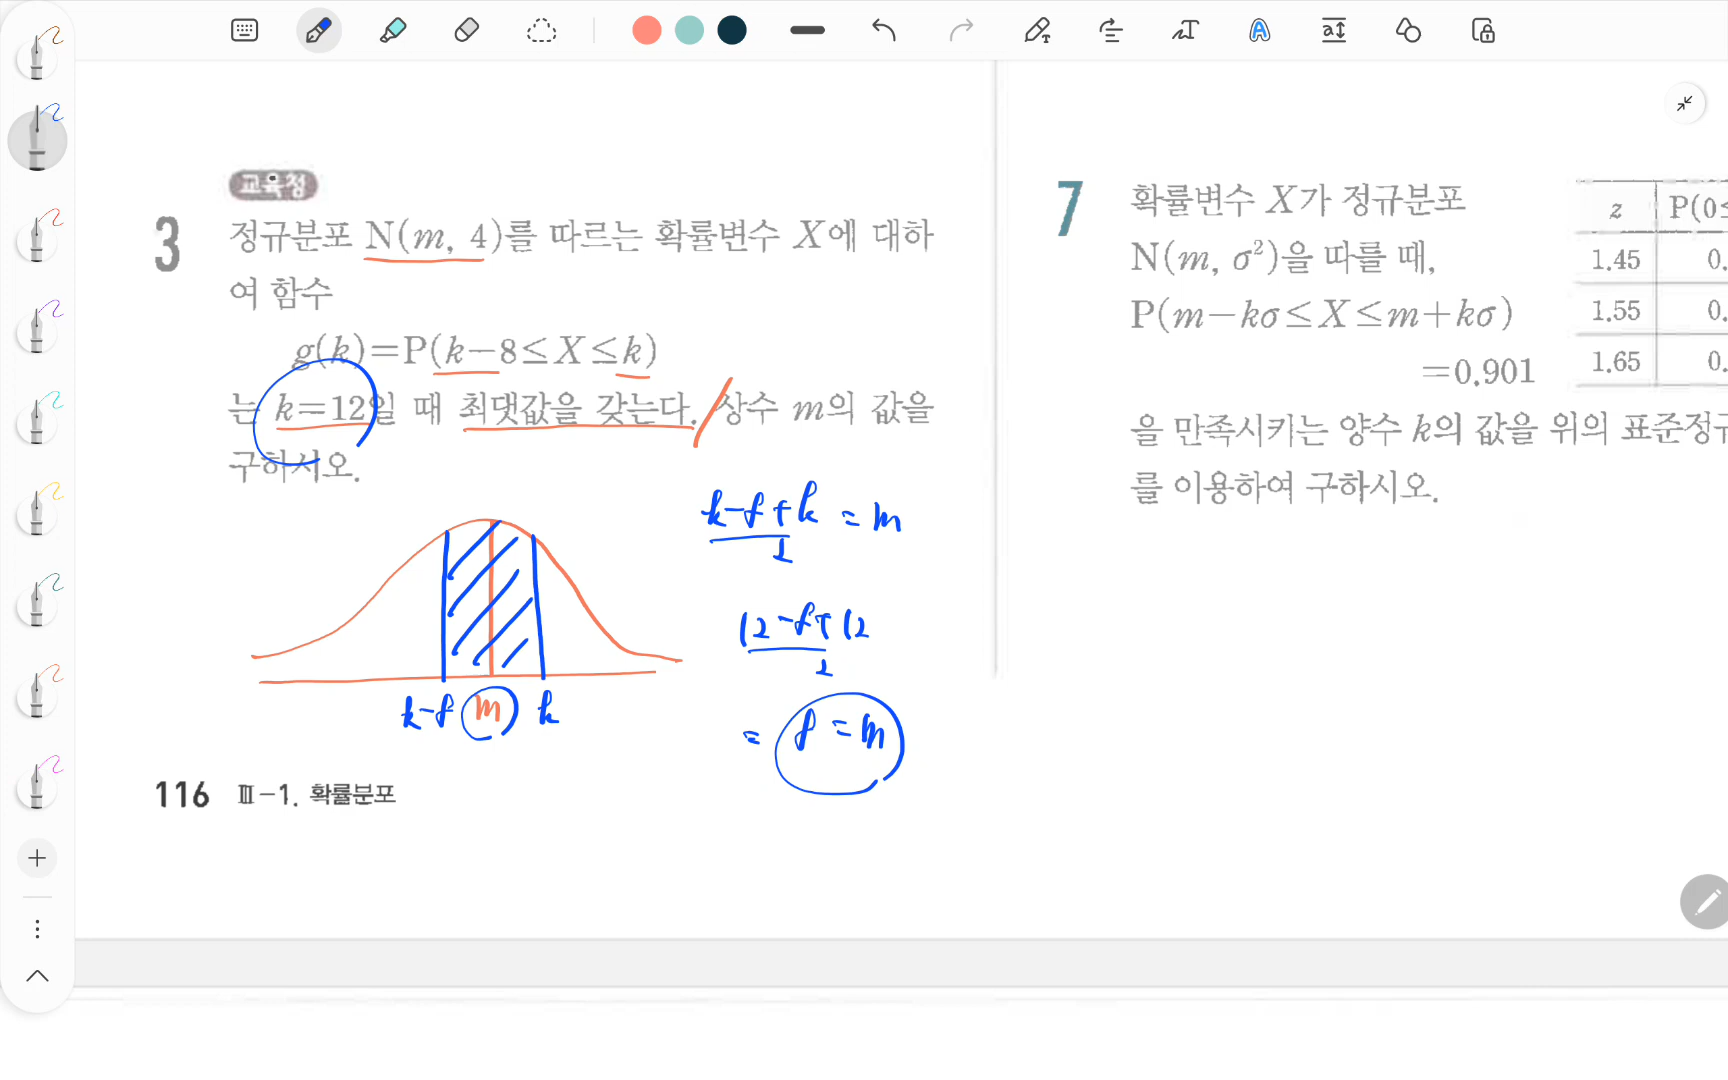 교육청
3
정규분포 N(m, 4)를 따르는 확률변수 X에 대하
여 함수
g(k)=P(k-8≤X≤k)
는 k=12일 때 최댓값을 갖는다. 상수 m의 값을
구하시오.
k-8+k = m
2
12-8+12
2
= 8=m
k-8 m k
116 Ⅲ-1. 확률분포
7
확률변수 X가 정규분포
N(m, σ²)을 따를 때,
P(m-kσ≤X≤m+kσ)
=0.901
z P(0≤
1.45 0.
1.55 0.
1.65 0.
을 만족시키는 양수 k의 값을 위의 표준정규
를 이용하여 구하시오.